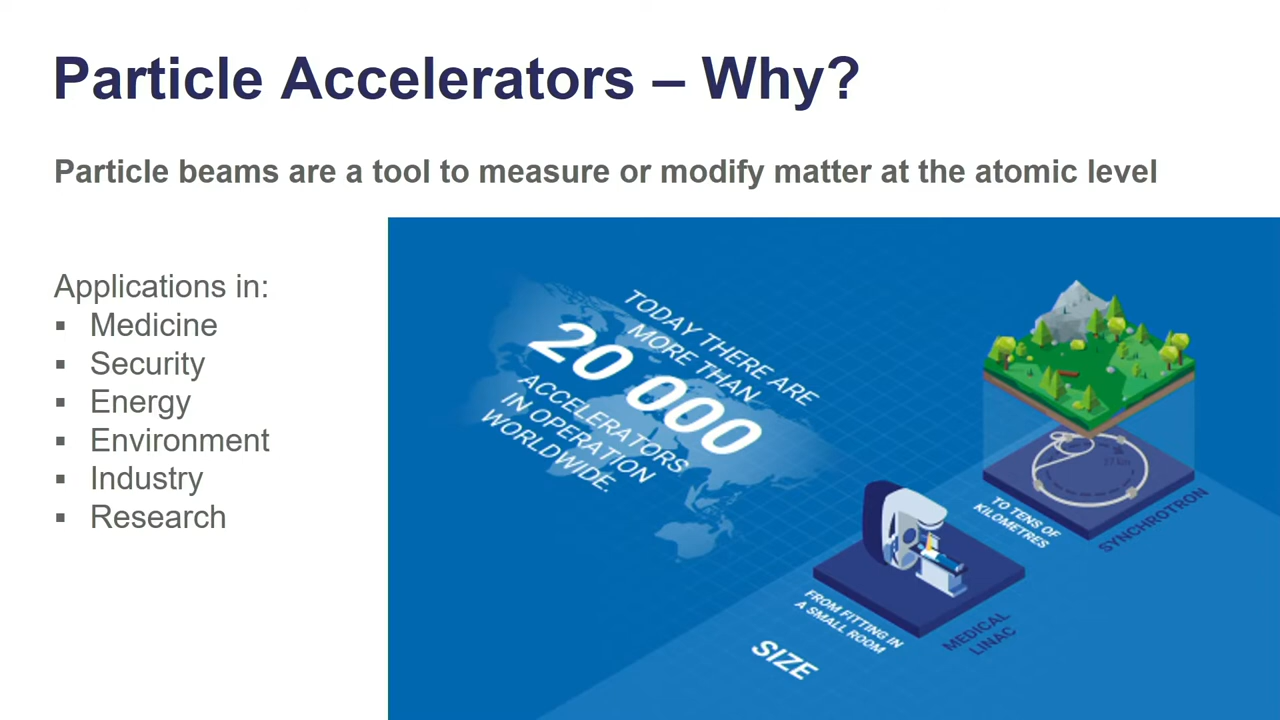 Particle Accelerators – Why?
Particle beams are a tool to measure or modify matter at the atomic level
Applications in:
▪ Medicine
▪ Security
▪ Energy
▪ Environment
▪ Industry
▪ Research
TODAY THERE ARE
MORE THAN
20 000
ACCELERATORS
IN OPERATION
WORLDWIDE.
27 km
TO TENS OF
KILOMETRES
SYNCHROTRON
FROM FITTING IN
A SMALL ROOM
MEDICAL
LINAC
SIZE